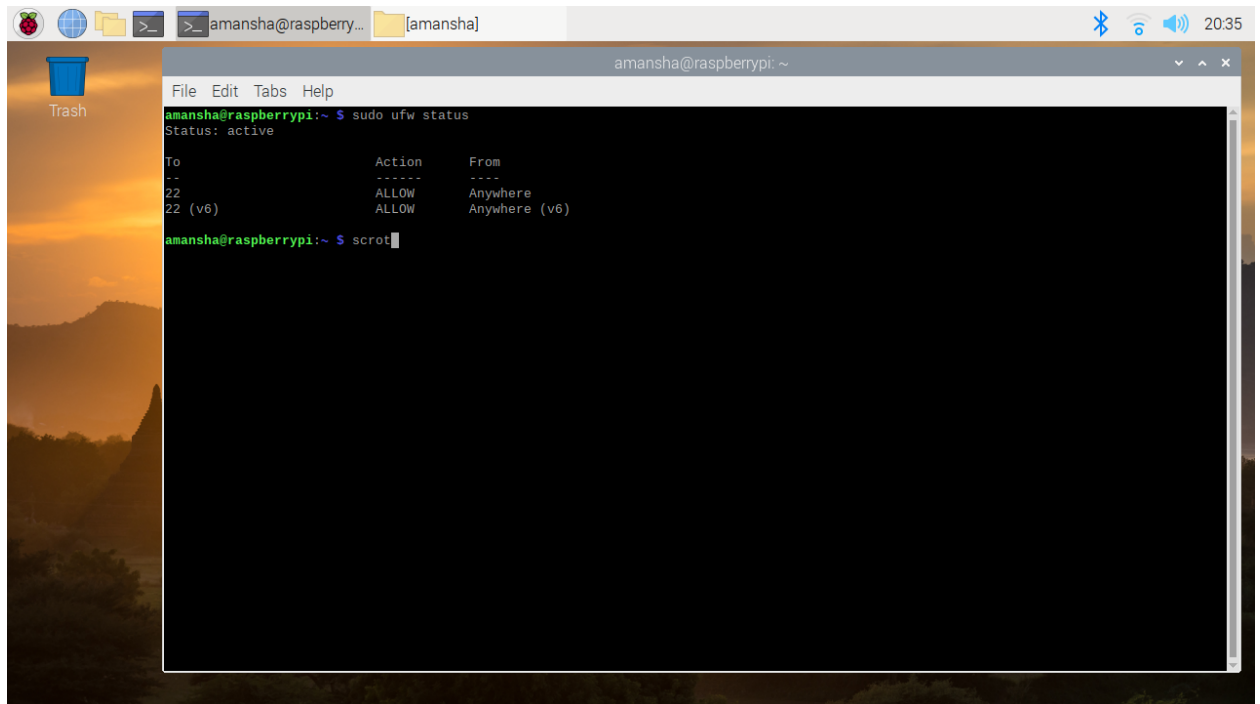 amansha@raspberry... [amansha] 20:35
Trash
amansha@raspberrypi: ~
File Edit Tabs Help
amansha@raspberrypi:~ $ sudo ufw status
Status: active
To Action From
-- ------ ----
22 ALLOW Anywhere
22 (v6) ALLOW Anywhere (v6)
amansha@raspberrypi:~ $ scrot